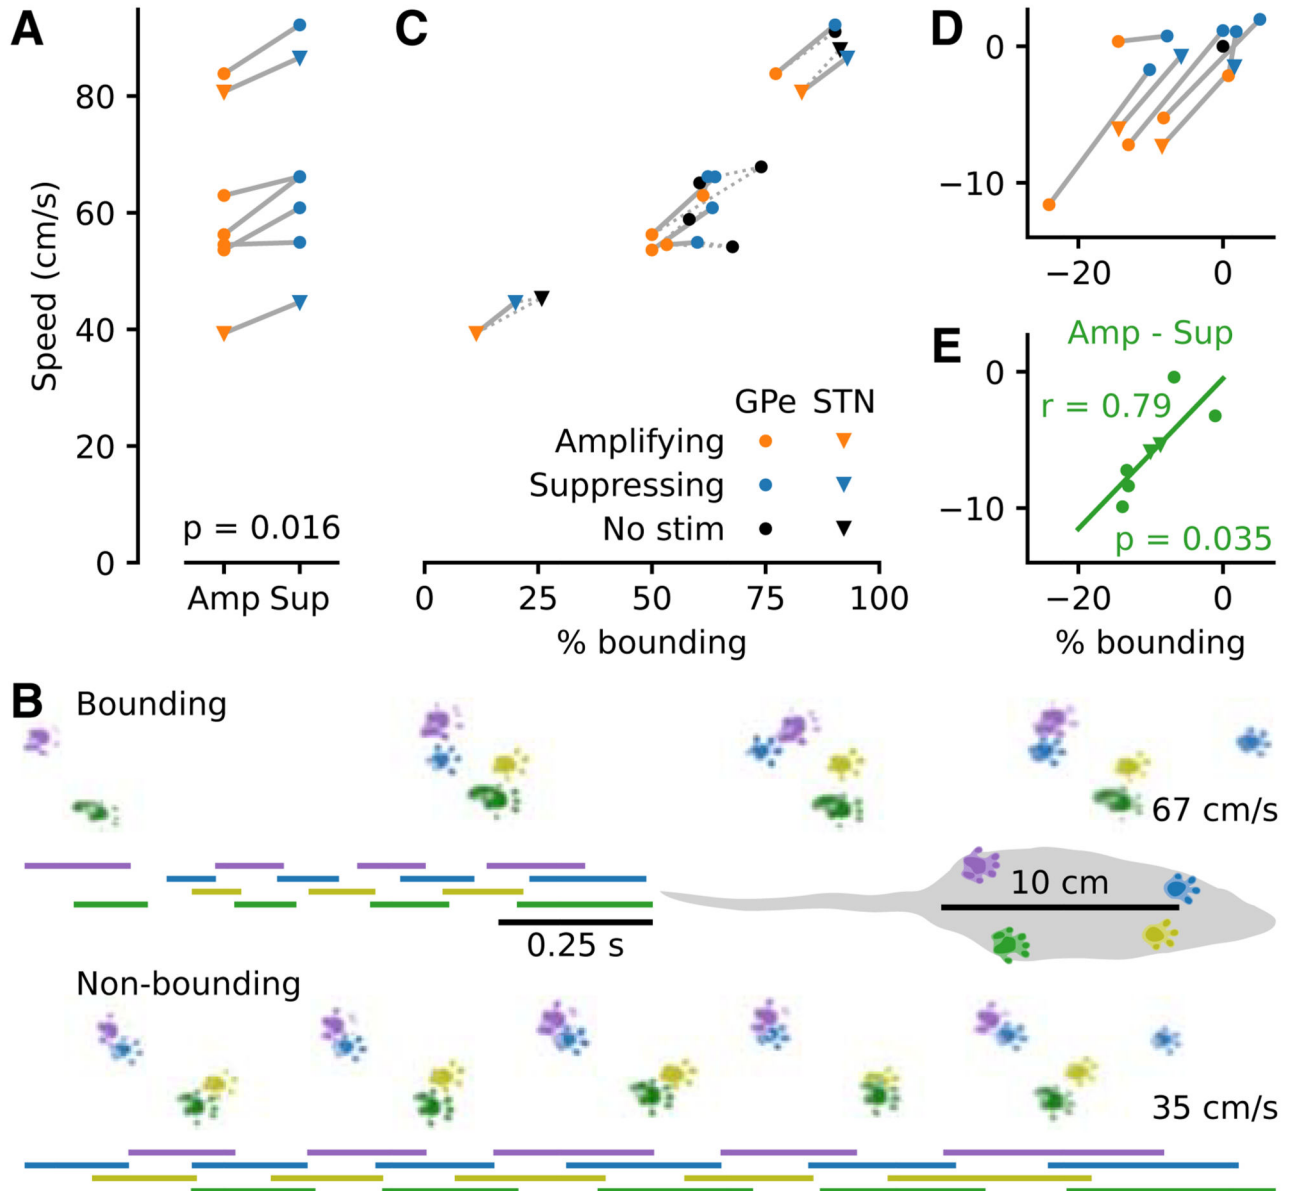 A
Speed (cm/s)
80
60
40
20
0
p = 0.016
Amp Sup
C
GPe STN
Amplifying
Suppressing
No stim
0 25 50 75 100
% bounding
D
0
−10
−20 0
E
Amp - Sup
0
r = 0.79
−10
p = 0.035
−20 0
% bounding
B
Bounding
67 cm/s
10 cm
0.25 s
Non-bounding
35 cm/s